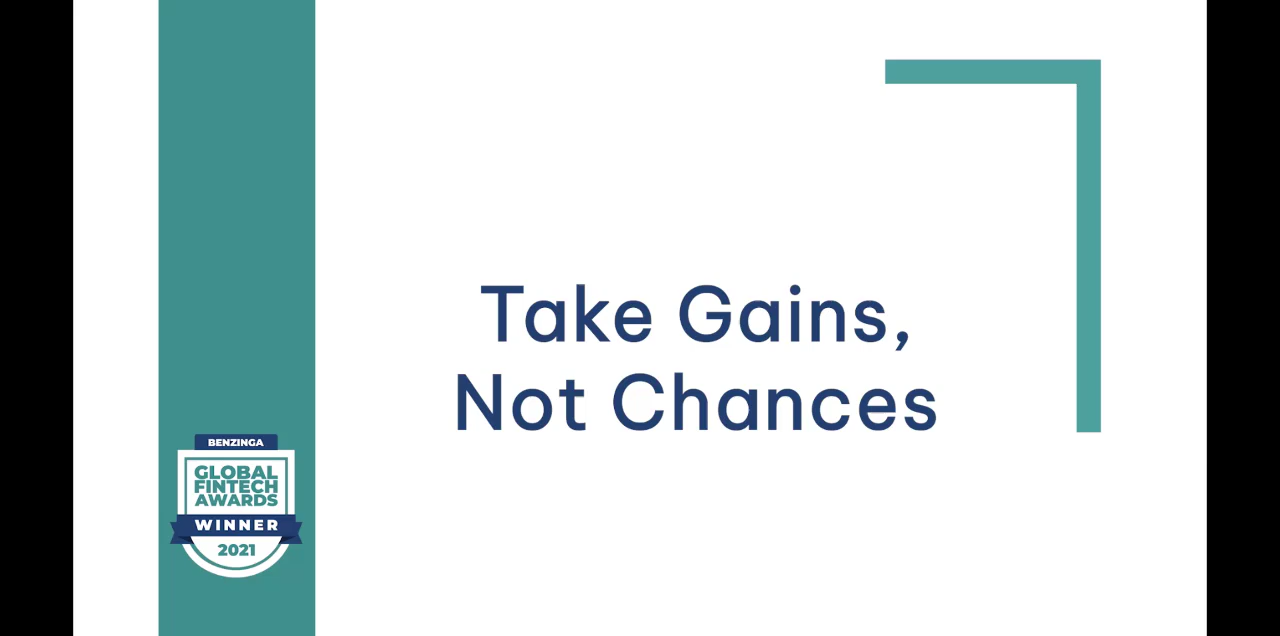 Take Gains,
Not Chances
BENZINGA
GLOBAL
FINTECH
AWARDS
WINNER
2021